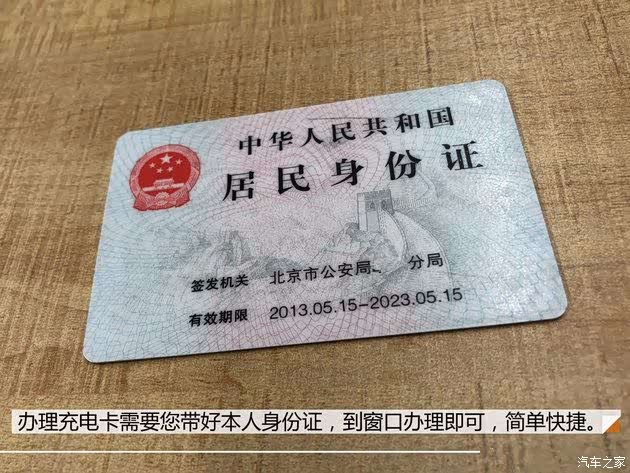 中华人民共和国
居民身份证
签发机关 北京市公安局 分局
有效期限 2013.05.15-2023.05.15
办理充电卡需要您带好本人身份证，到窗口办理即可，简单快捷。
汽车之家